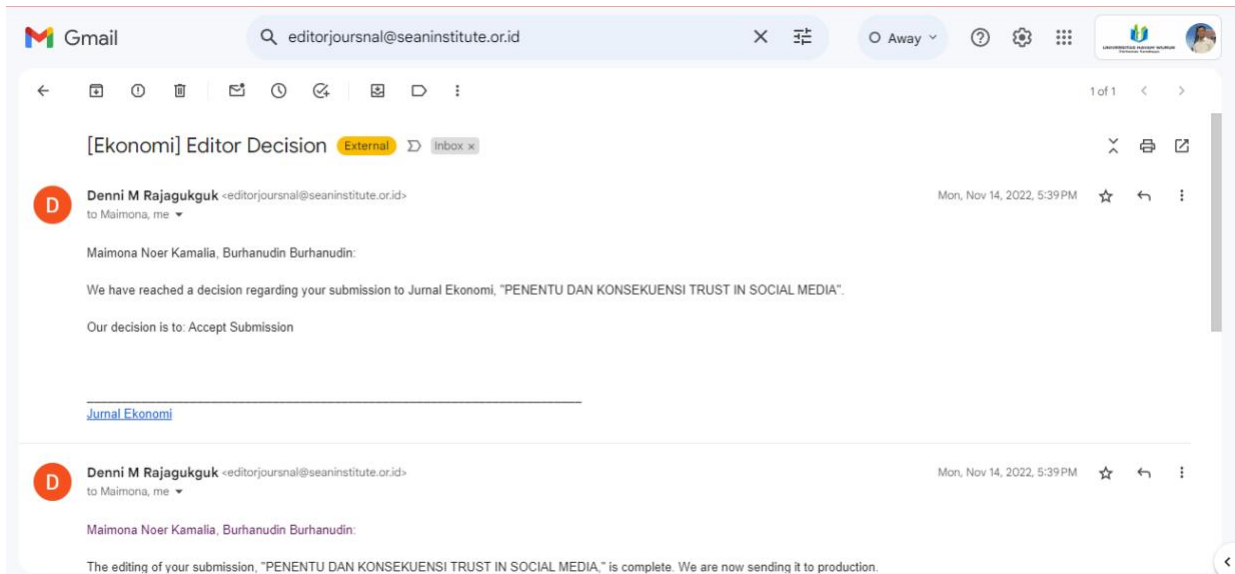 Gmail
editorjoursnal@seaninstitute.or.id
Away
1 of 1
[Ekonomi] Editor Decision External Inbox x
D
Denni M Rajagukguk <editorjoursnal@seaninstitute.or.id>
Mon, Nov 14, 2022, 5:39 PM
to Maimona, me
Maimona Noer Kamalia, Burhanudin Burhanudin:
We have reached a decision regarding your submission to Jurnal Ekonomi, "PENENTU DAN KONSEKUENSI TRUST IN SOCIAL MEDIA".
Our decision is to: Accept Submission
Jurnal Ekonomi
D
Denni M Rajagukguk <editorjoursnal@seaninstitute.or.id>
Mon, Nov 14, 2022, 5:39 PM
to Maimona, me
Maimona Noer Kamalia, Burhanudin Burhanudin:
The editing of your submission, "PENENTU DAN KONSEKUENSI TRUST IN SOCIAL MEDIA," is complete. We are now sending it to production.